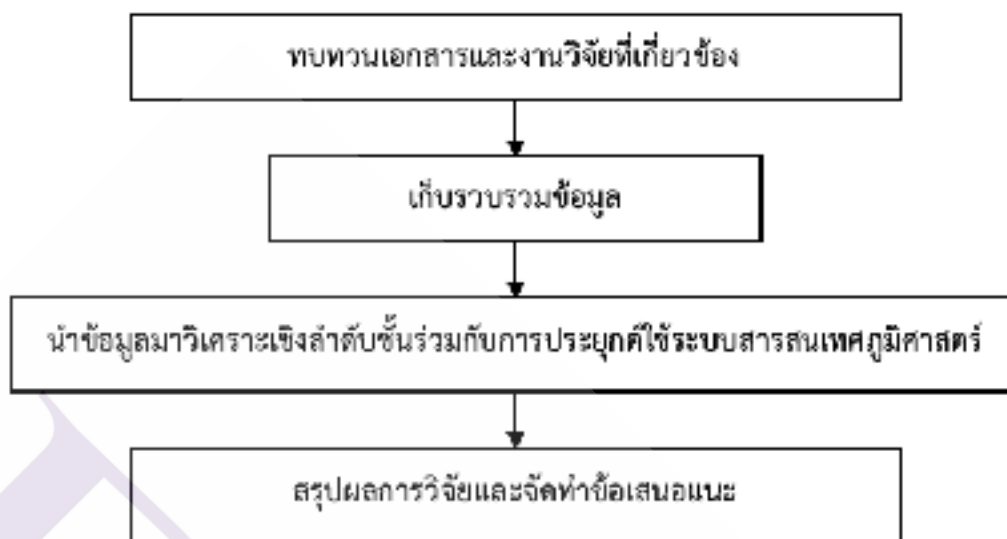 ทบทวนเอกสารและงานวิจัยที่เกี่ยวข้อง
เก็บรวบรวมข้อมูล
นำข้อมูลมาวิเคราะเชิงลำดับชั้นร่วมกับการประยุกต์ใช้ระบบสารสนเทศภูมิศาสตร์
สรุปผลการวิจัยและจัดทำข้อเสนอแนะ